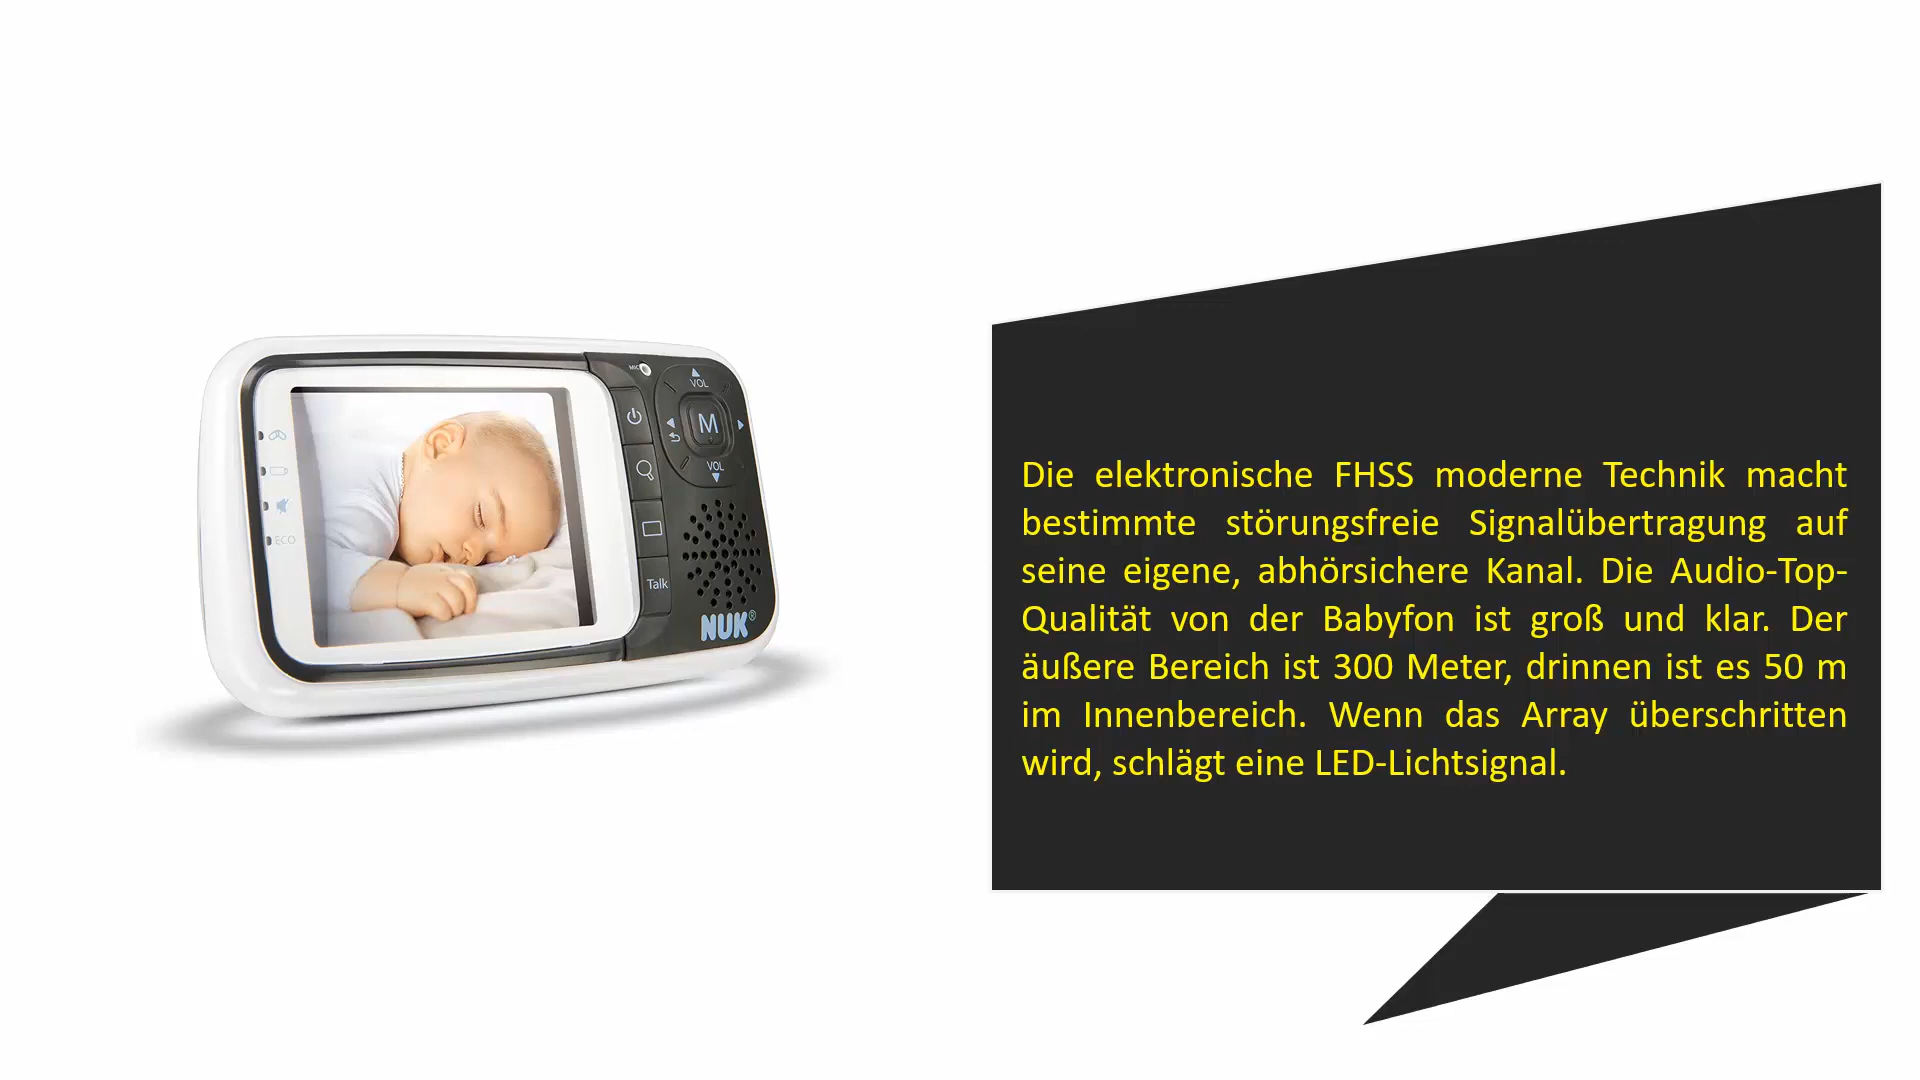 MIC
VOL
M
VOL
ECO
Talk
NUK®
Die elektronische FHSS moderne Technik macht
bestimmte störungsfreie Signalübertragung auf
seine eigene, abhörsichere Kanal. Die Audio-Top-
Qualität von der Babyfon ist groß und klar. Der
äußere Bereich ist 300 Meter, drinnen ist es 50 m
im Innenbereich. Wenn das Array überschritten
wird, schlägt eine LED-Lichtsignal.